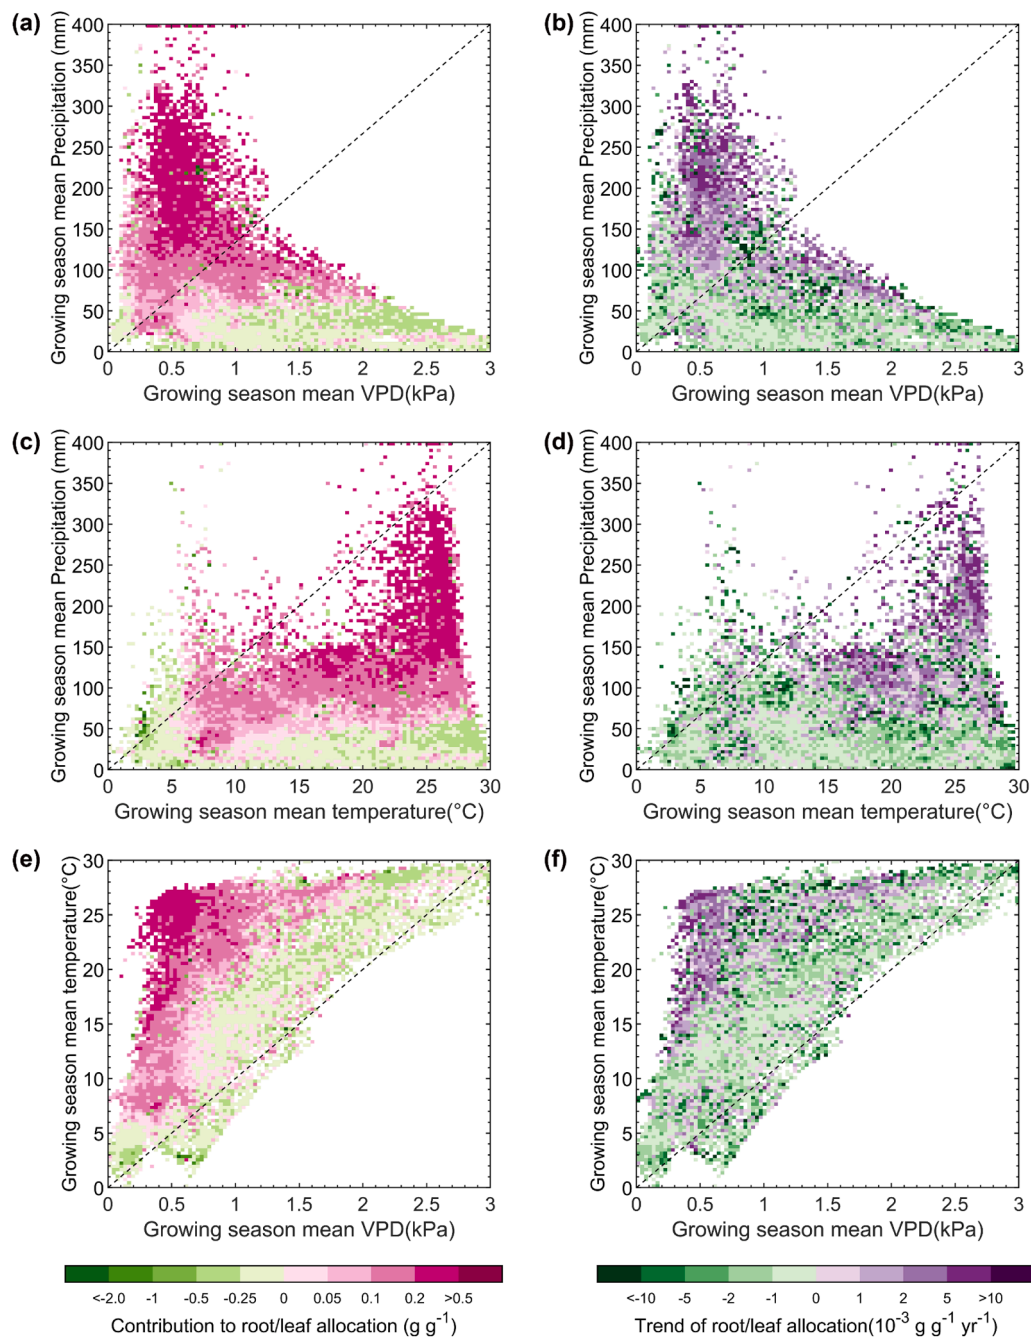 (a)
400
350
300
250
200
150
100
50
0
Growing season mean Precipitation (mm)
0 0.5 1 1.5 2 2.5 3
Growing season mean VPD(kPa)
(b)
400
350
300
250
200
150
100
50
0
Growing season mean Precipitation (mm)
0 0.5 1 1.5 2 2.5 3
Growing season mean VPD(kPa)
(c)
400
350
300
250
200
150
100
50
0
Growing season mean Precipitation (mm)
0 5 10 15 20 25 30
Growing season mean temperature(°C)
(d)
400
350
300
250
200
150
100
50
0
Growing season mean Precipitation (mm)
0 5 10 15 20 25 30
Growing season mean temperature(°C)
(e)
30
25
20
15
10
5
0
Growing season mean temperature(°C)
0 0.5 1 1.5 2 2.5 3
Growing season mean VPD(kPa)
(f)
30
25
20
15
10
5
0
Growing season mean temperature(°C)
0 0.5 1 1.5 2 2.5 3
Growing season mean VPD(kPa)
<-2.0 -1 -0.5 -0.25 0 0.05 0.1 0.2 >0.5
Contribution to root/leaf allocation (g g⁻¹)
<-10 -5 -2 -1 0 1 2 5 >10
Trend of root/leaf allocation(10⁻³ g g⁻¹ yr⁻¹)